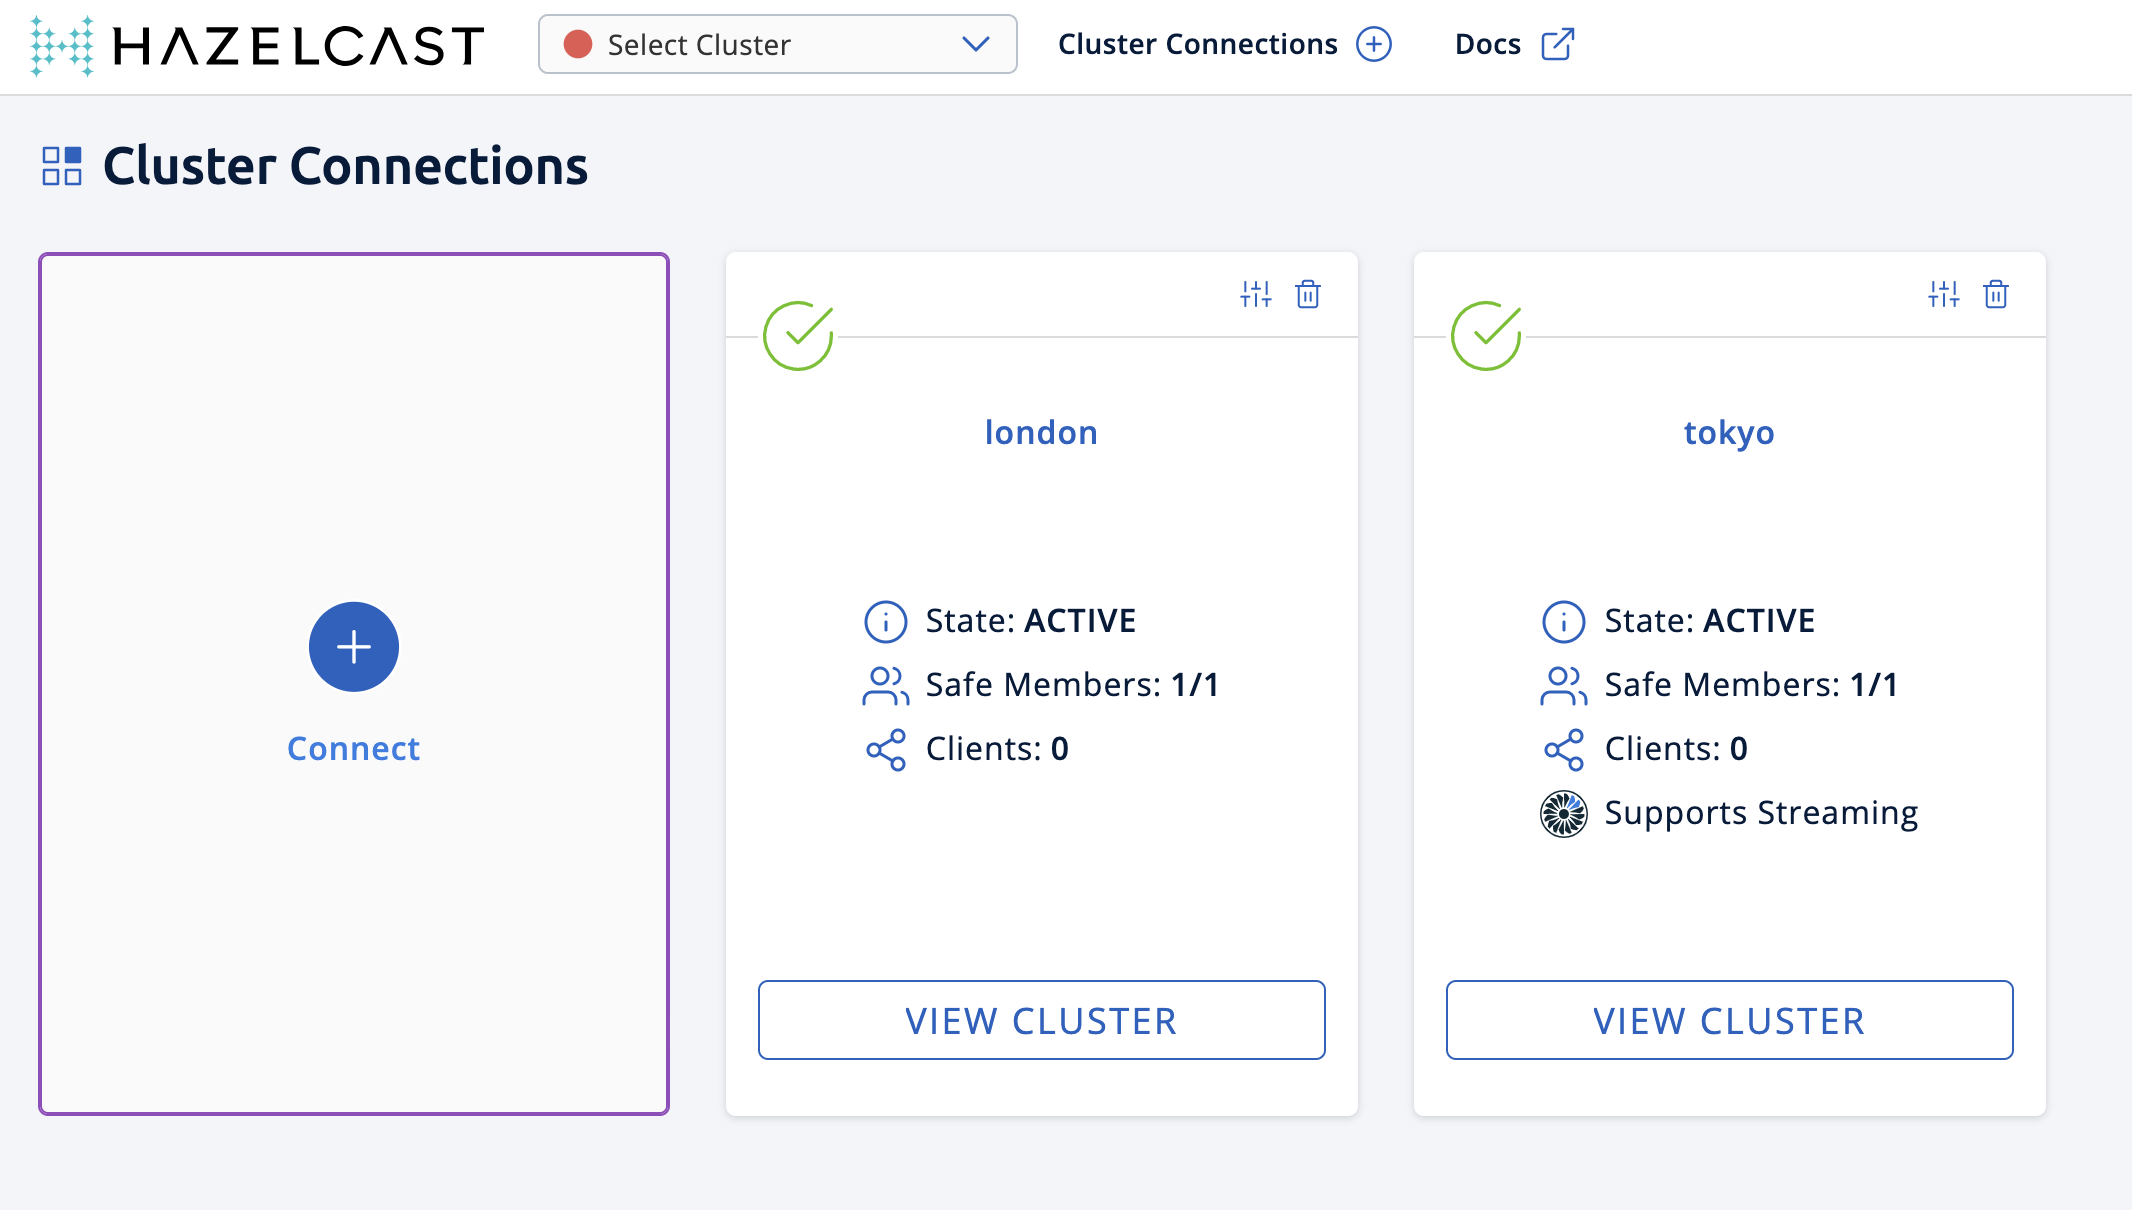 HAZELCAST
Select Cluster
Cluster Connections
Docs
Cluster Connections
Connect
london
State: ACTIVE
Safe Members: 1/1
Clients: 0
VIEW CLUSTER
tokyo
State: ACTIVE
Safe Members: 1/1
Clients: 0
Supports Streaming
VIEW CLUSTER